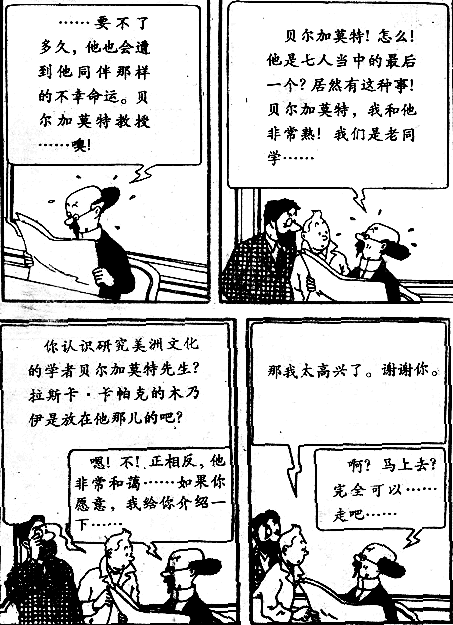 ……要不了
多久，他也会遭
到他同伴那样
的不幸命运。贝
尔加莫特教授
……噢！
贝尔加莫特！怎么！
他是七人当中的最后
一个？居然有这种事！
贝尔加莫特，我和他
非常熟！我们是老同
学……
你认识研究美洲文化
的学者贝尔加莫特先生？
拉斯卡·卡帕克的木乃
伊是放在他那儿的吧？
嗯！不！正相反，他
非常和蔼……如果你
愿意，我给你介绍一
下……
那我太高兴了。谢谢你。
啊？马上去？
完全可以……
走吧……